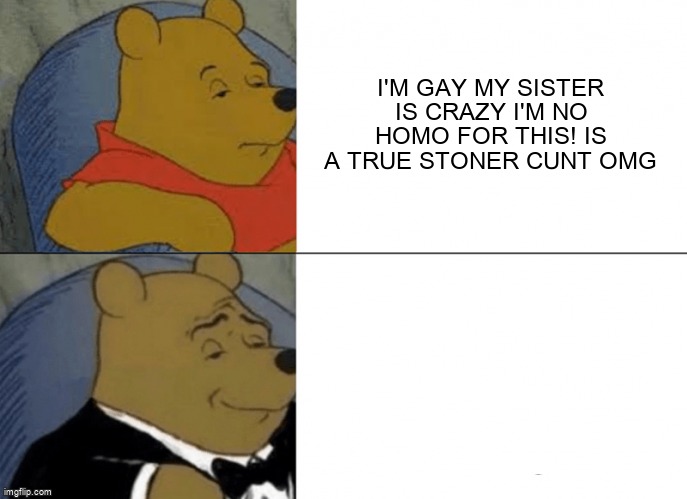 I'M GAY MY SISTER
IS CRAZY I'M NO
HOMO FOR THIS! IS
A TRUE STONER CUNT OMG
imgflip.com